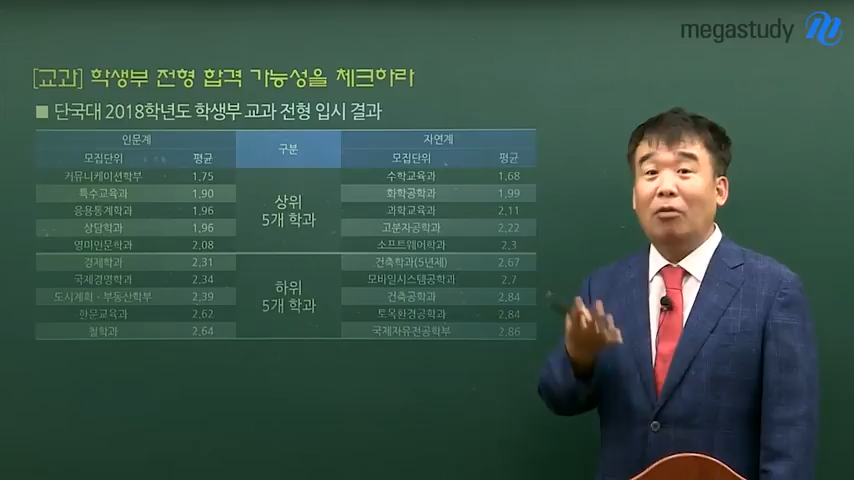 megastudy
[교과] 학생부 전형 합격 가능성을 체크하라
■ 단국대 2018학년도 학생부 교과 전형 입시 결과
인문계 구분 자연계
모집단위 평균 모집단위 평균
커뮤니케이션학부 1.75 상위 5개 학과 수학교육과 1.68
특수교육과 1.90 화학공학과 1.99
응용통계학과 1.96 과학교육과 2.11
상담학과 1.96 고분자공학과 2.22
영미인문학과 2.08 소프트웨어학과 2.3
경제학과 2.31 하위 5개 학과 건축학과(5년제) 2.67
국제경영학과 2.34 모바일시스템공학과 2.7
도시계획·부동산학부 2.39 건축공학과 2.84
한문교육과 2.62 토목환경공학과 2.84
철학과 2.64 국제자유전공학부 2.86